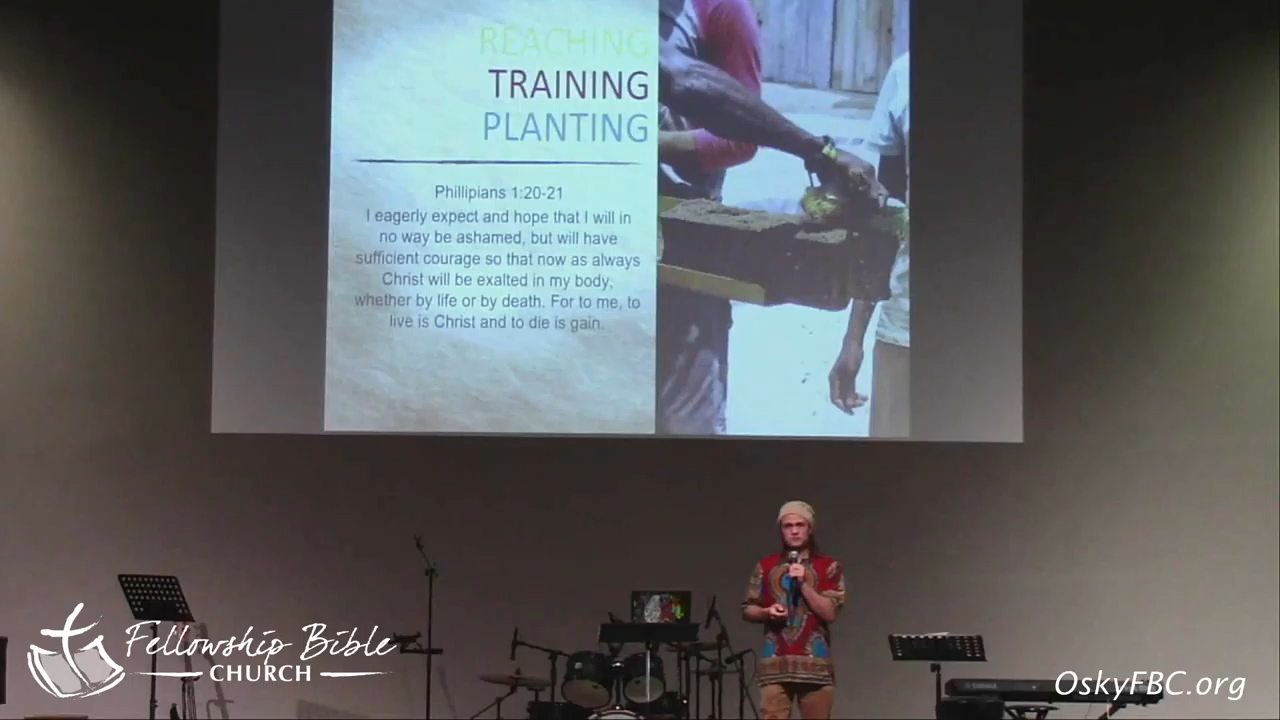 REACHING
TRAINING
PLANTING
Phillipians 1:20-21
I eagerly expect and hope that I will in
no way be ashamed, but will have
sufficient courage so that now as always
Christ will be exalted in my body,
whether by life or by death. For to me, to
live is Christ and to die is gain.
Fellowship Bible
CHURCH
OskyFBC.org